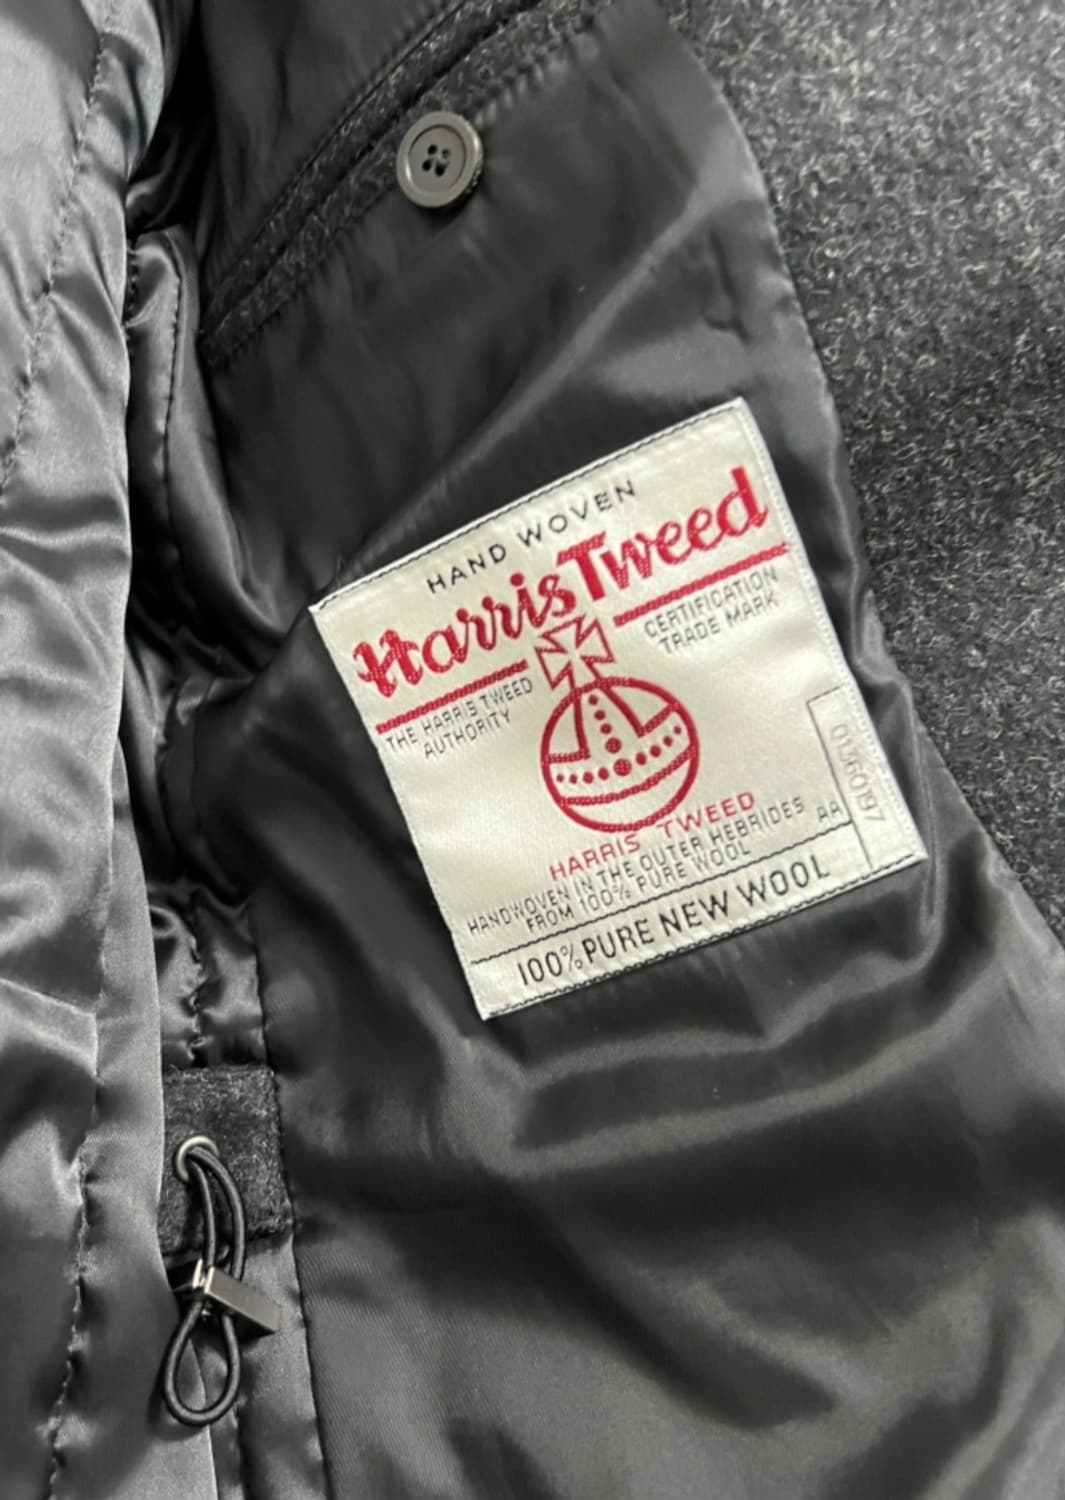 HAND WOVEN
Harris Tweed
CERTIFICATION
TRADE MARK
THE HARRIS TWEED
AUTHORITY
0156097
HARRIS TWEED
HANDWOVEN IN THE OUTER HEBRIDES AA
FROM 100% PURE WOOL
100% PURE NEW WOOL